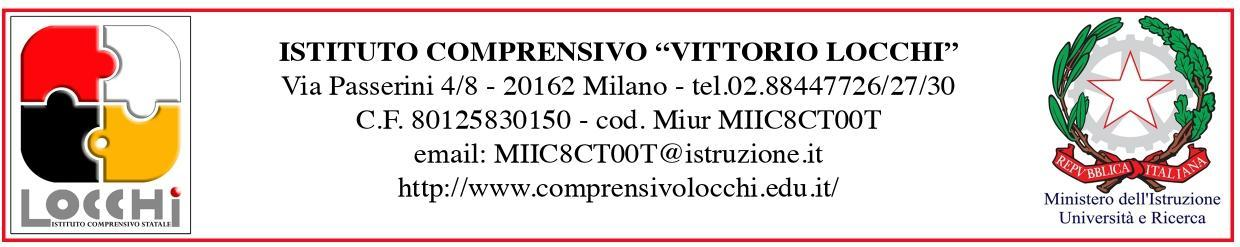 ISTITUTO COMPRENSIVO “VITTORIO LOCCHI”
Via Passerini 4/8 - 20162 Milano - tel.02.88447726/27/30
C.F. 80125830150 - cod. Miur MIIC8CT00T
email: MIIC8CT00T@istruzione.it
http://www.comprensivolocchi.edu.it/
LOCCHi
ISTITUTO COMPRENSIVO STATALE
REPVBBLICA ITALIANA
Ministero dell'Istruzione
Università e Ricerca